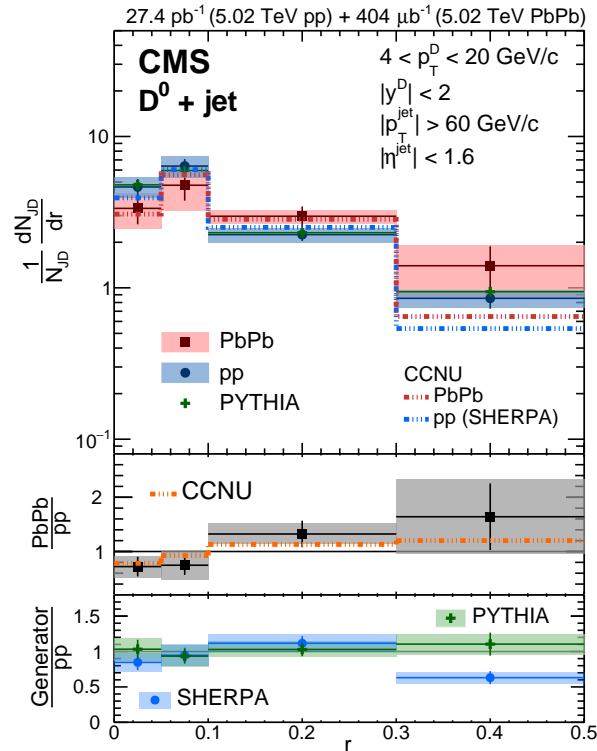 27.4 pb⁻¹ (5.02 TeV pp) + 404 μb⁻¹ (5.02 TeV PbPb)
CMS
D⁰ + jet
4 < p_T^D < 20 GeV/c
|y^D| < 2
|p_T^jet| > 60 GeV/c
|η^jet| < 1.6
10
1
10⁻¹
1/N_JD dN_JD/dr
PbPb
pp
PYTHIA
CCNU
PbPb
pp (SHERPA)
PbPb/pp
2
1
CCNU
Generator/pp
1.5
1
0.5
0
PYTHIA
SHERPA
0 0.1 0.2 0.3 0.4 0.5
r